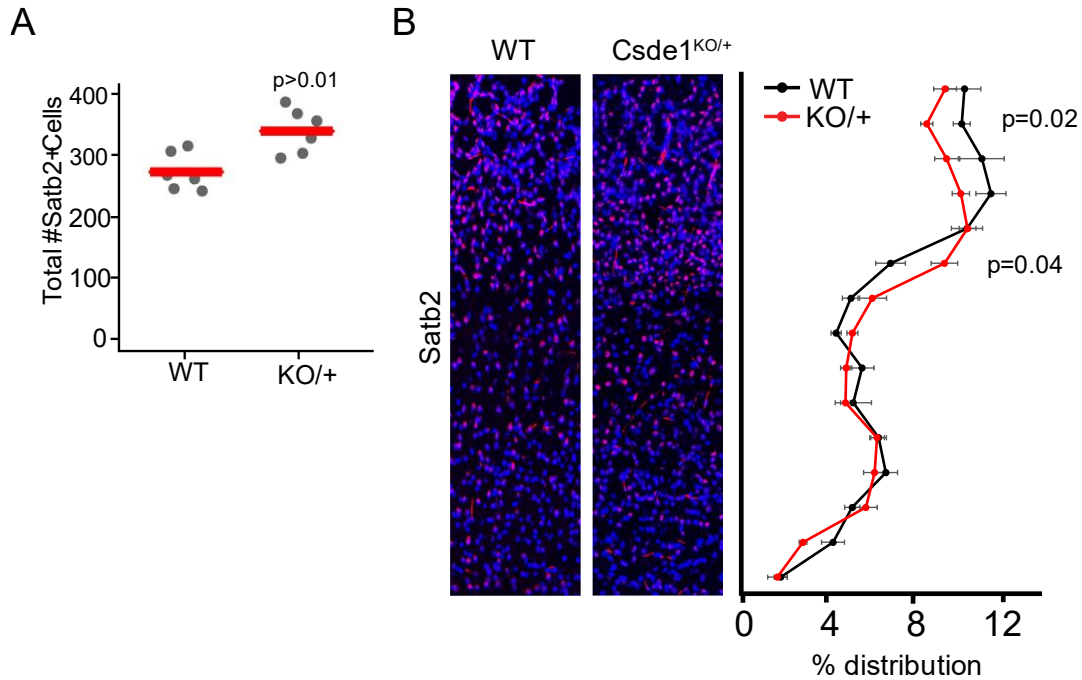 A
Total #Satb2+Cells
400
300
200
100
0
p>0.01
WT
KO/+
B
WT
Csde1KO/+
Satb2
WT
KO/+
p=0.02
p=0.04
0
4
8
12
% distribution